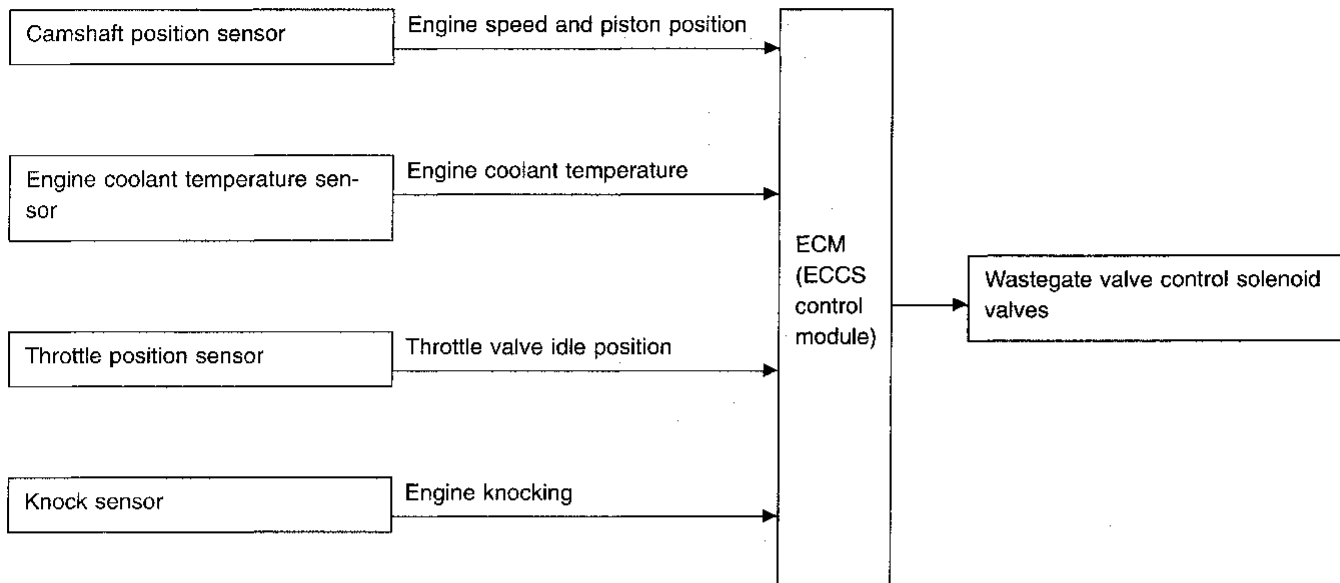 Camshaft position sensor
Engine speed and piston position
Engine coolant temperature sen-
sor
Engine coolant temperature
Throttle position sensor
Throttle valve idle position
Knock sensor
Engine knocking
ECM
(ECCS
control
module)
Wastegate valve control solenoid
valves